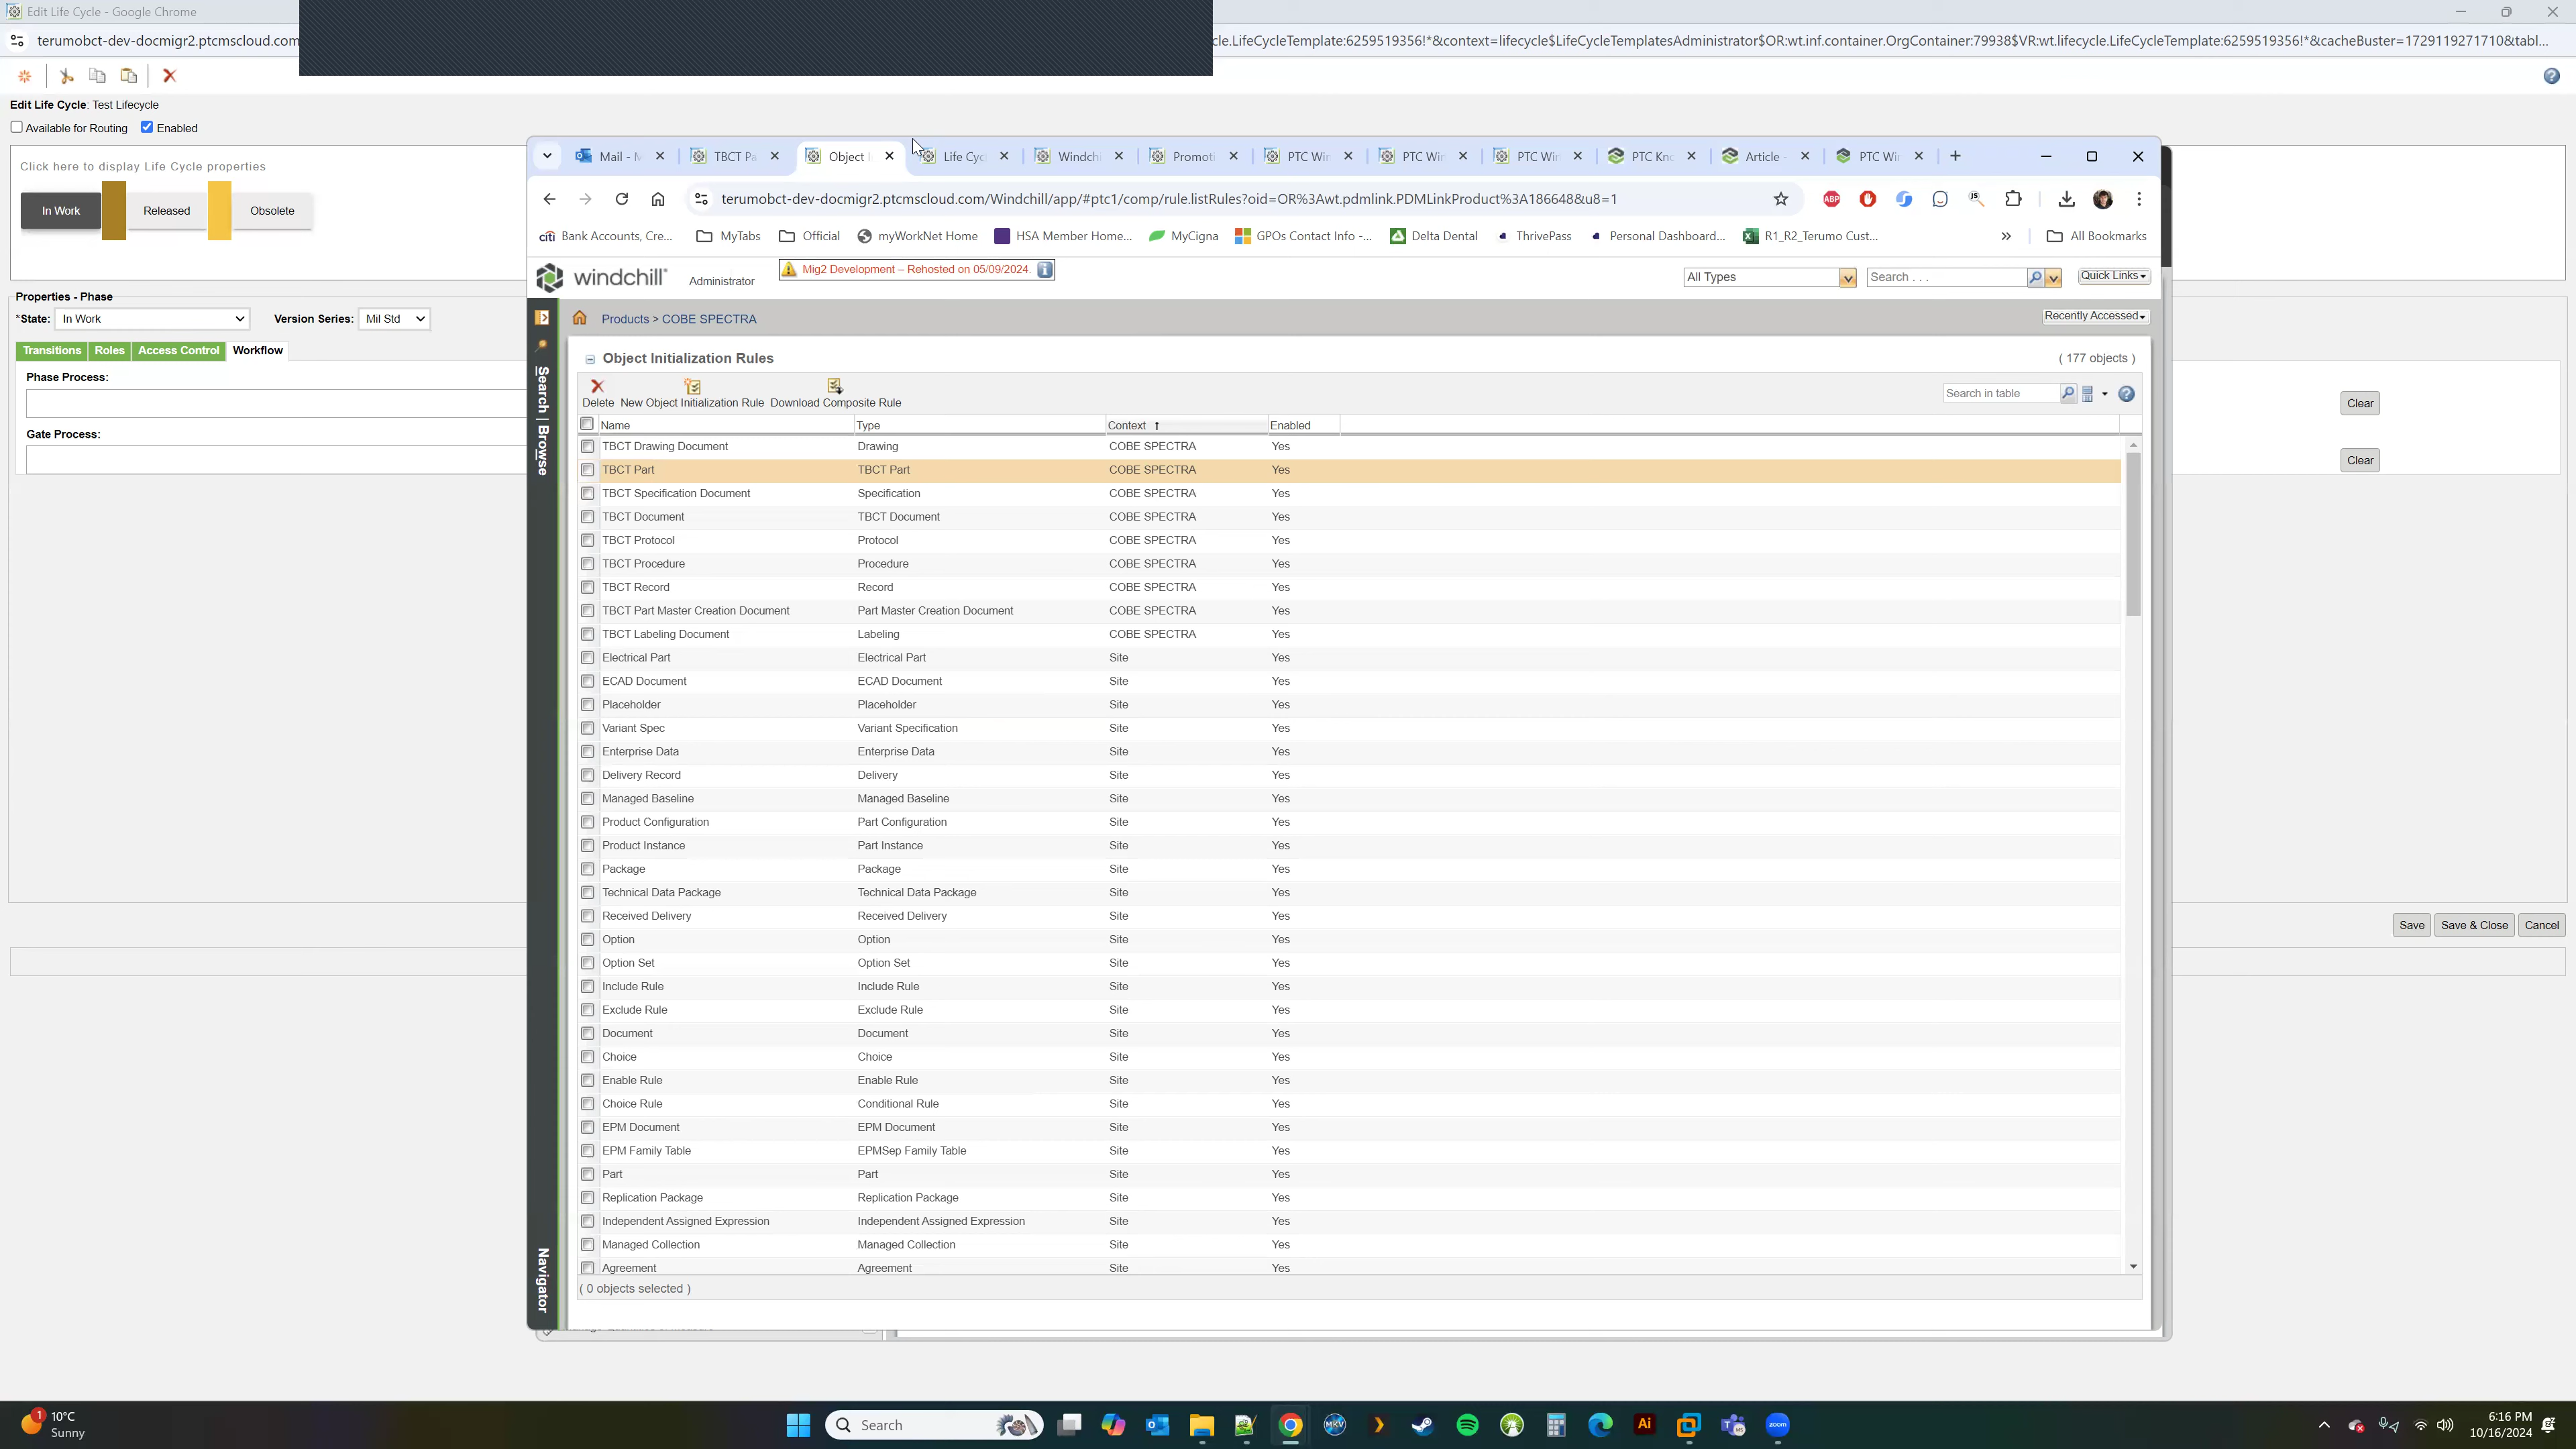 Edit Life Cycle - Google Chrome
terumobct-dev-docmigr2.ptcmscloud.com
cle.LifeCycleTemplate:6259519356!*&context=lifecycle$LifeCycleTemplatesAdministrator$OR:wt.inf.container.OrgContainer:79938$VR:wt.lifecycle.LifeCycleTemplate:6259519356!*&cacheBuster=1729119271710&tabl...
Edit Life Cycle: Test Lifecycle
Available for Routing Enabled
Click here to display Life Cycle properties
In Work Released Obsolete
Properties - Phase
*State: In Work Version Series: Mil Std
Transitions Roles Access Control Workflow
Phase Process:
Clear
Gate Process:
Clear
Save Save & Close Cancel
Mail - TBCT Pa Object I Life Cyc Windchi Promoti PTC Win PTC Win PTC Win PTC Kno Article - PTC Win
terumobct-dev-docmigr2.ptcmscloud.com/Windchill/app/#ptc1/comp/rule.listRules?oid=OR%3Awt.pdmlink.PDMLinkProduct%3A186648&u8=1
ABP
citi Bank Accounts, Cre... MyTabs Official myWorkNet Home HSA Member Home... MyCigna GPOs Contact Info -... Delta Dental ThrivePass Personal Dashboard... R1_R2_Terumo Cust... » All Bookmarks
windchill Administrator Mig2 Development – Rehosted on 05/09/2024. All Types Search . . . Quick Links
Products > COBE SPECTRA Recently Accessed
Search | Browse
Navigator
Object Initialization Rules ( 177 objects )
Delete New Object Initialization Rule Download Composite Rule Search in table
Name Type Context Enabled
TBCT Drawing Document Drawing COBE SPECTRA Yes
TBCT Part TBCT Part COBE SPECTRA Yes
TBCT Specification Document Specification COBE SPECTRA Yes
TBCT Document TBCT Document COBE SPECTRA Yes
TBCT Protocol Protocol COBE SPECTRA Yes
TBCT Procedure Procedure COBE SPECTRA Yes
TBCT Record Record COBE SPECTRA Yes
TBCT Part Master Creation Document Part Master Creation Document COBE SPECTRA Yes
TBCT Labeling Document Labeling COBE SPECTRA Yes
Electrical Part Electrical Part Site Yes
ECAD Document ECAD Document Site Yes
Placeholder Placeholder Site Yes
Variant Spec Variant Specification Site Yes
Enterprise Data Enterprise Data Site Yes
Delivery Record Delivery Site Yes
Managed Baseline Managed Baseline Site Yes
Product Configuration Part Configuration Site Yes
Product Instance Part Instance Site Yes
Package Package Site Yes
Technical Data Package Technical Data Package Site Yes
Received Delivery Received Delivery Site Yes
Option Option Site Yes
Option Set Option Set Site Yes
Include Rule Include Rule Site Yes
Exclude Rule Exclude Rule Site Yes
Document Document Site Yes
Choice Choice Site Yes
Enable Rule Enable Rule Site Yes
Choice Rule Conditional Rule Site Yes
EPM Document EPM Document Site Yes
EPM Family Table EPMSep Family Table Site Yes
Part Part Site Yes
Replication Package Replication Package Site Yes
Independent Assigned Expression Independent Assigned Expression Site Yes
Managed Collection Managed Collection Site Yes
Agreement Agreement Site Yes
( 0 objects selected )
1 10°C
Sunny
Search
MKV
Ai
zoom
6:16 PM
10/16/2024